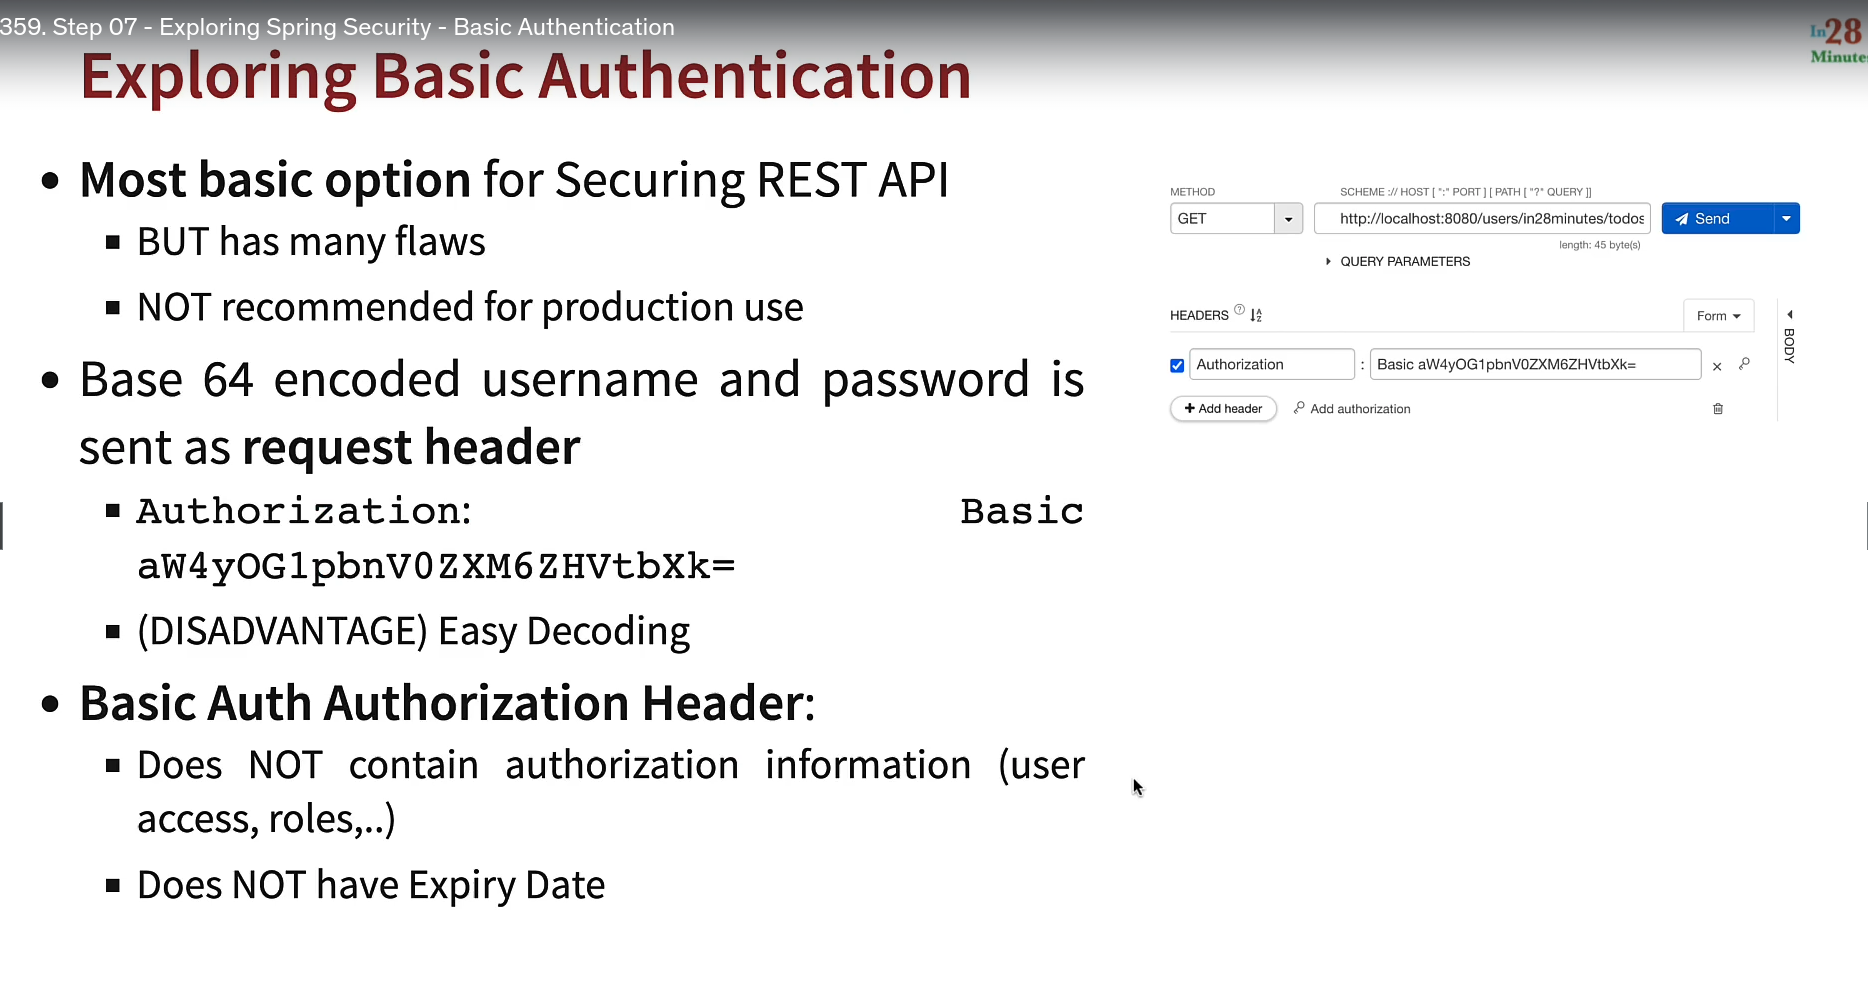 359. Step 07 - Exploring Spring Security - Basic Authentication
In28
Minutes
Exploring Basic Authentication
Most basic option for Securing REST API
BUT has many flaws
NOT recommended for production use
Base 64 encoded username and password is
sent as request header
Authorization: Basic
aW4yOG1pbnV0ZXM6ZHVtbXk=
(DISADVANTAGE) Easy Decoding
Basic Auth Authorization Header:
Does NOT contain authorization information (user
access, roles,..)
Does NOT have Expiry Date
METHOD
SCHEME :// HOST [ ":" PORT ] [ PATH [ "?" QUERY ]]
GET
http://localhost:8080/users/in28minutes/todos
Send
length: 45 byte(s)
QUERY PARAMETERS
HEADERS
Form
BODY
Authorization : Basic aW4yOG1pbnV0ZXM6ZHVtbXk=
+ Add header
Add authorization